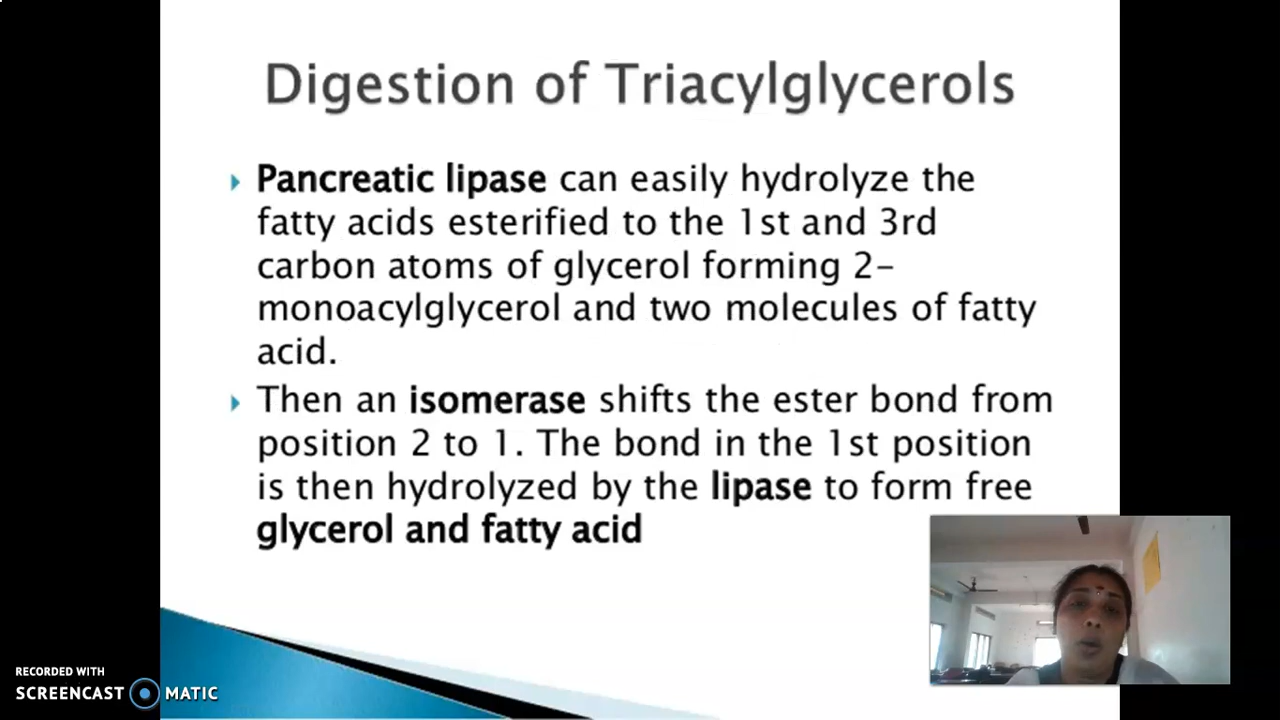 Digestion of Triacylglycerols
Pancreatic lipase can easily hydrolyze the
fatty acids esterified to the 1st and 3rd
carbon atoms of glycerol forming 2-
monoacylglycerol and two molecules of fatty
acid.
Then an isomerase shifts the ester bond from
position 2 to 1. The bond in the 1st position
is then hydrolyzed by the lipase to form free
glycerol and fatty acid
RECORDED WITH
SCREENCAST MATIC